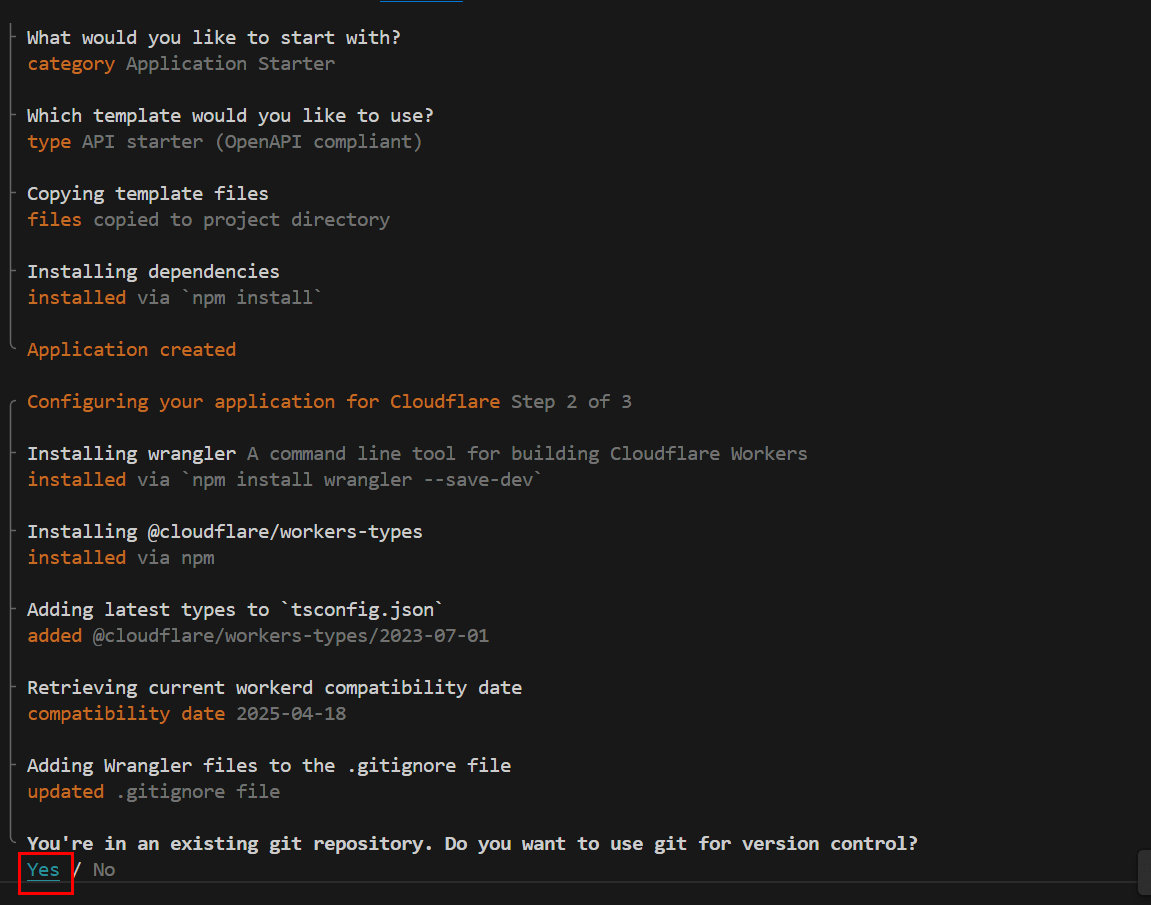 What would you like to start with?
category Application Starter
Which template would you like to use?
type API starter (OpenAPI compliant)
Copying template files
files copied to project directory
Installing dependencies
installed via `npm install`
Application created
Configuring your application for Cloudflare Step 2 of 3
Installing wrangler A command line tool for building Cloudflare Workers
installed via `npm install wrangler --save-dev`
Installing @cloudflare/workers-types
installed via npm
Adding latest types to `tsconfig.json`
added @cloudflare/workers-types/2023-07-01
Retrieving current workerd compatibility date
compatibility date 2025-04-18
Adding Wrangler files to the .gitignore file
updated .gitignore file
You're in an existing git repository. Do you want to use git for version control?
Yes / No